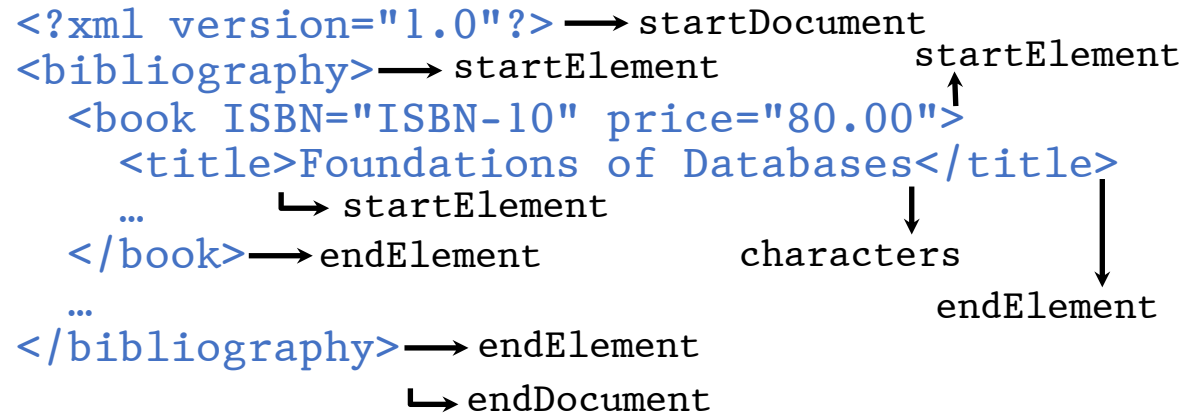 <?xml version="1.0"?> startDocument
startElement
<bibliography> startElement
<book ISBN="ISBN-10" price="80.00">
<title>Foundations of Databases</title>
… startElement
</book> endElement characters
… endElement
</bibliography> endElement
endDocument